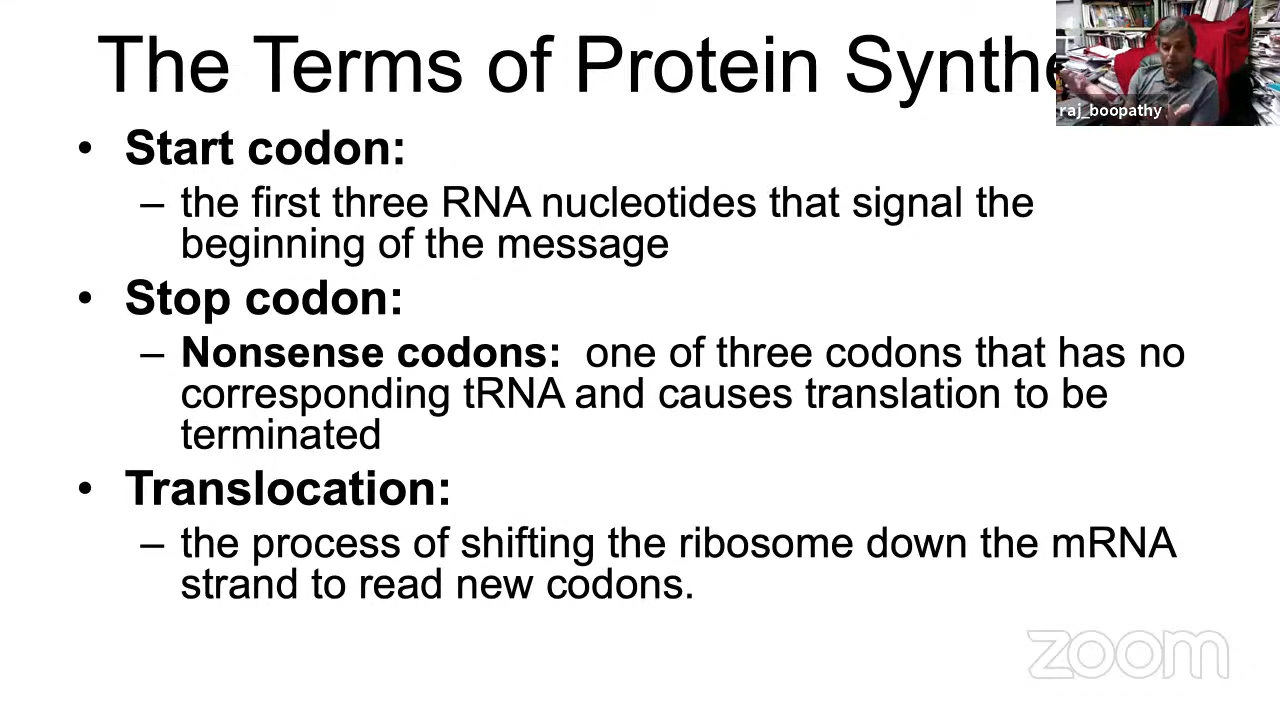 The Terms of Protein Synthe
raj_boopathy
• Start codon:
– the first three RNA nucleotides that signal the
beginning of the message
• Stop codon:
– Nonsense codons: one of three codons that has no
corresponding tRNA and causes translation to be
terminated
• Translocation:
– the process of shifting the ribosome down the mRNA
strand to read new codons.
zoom